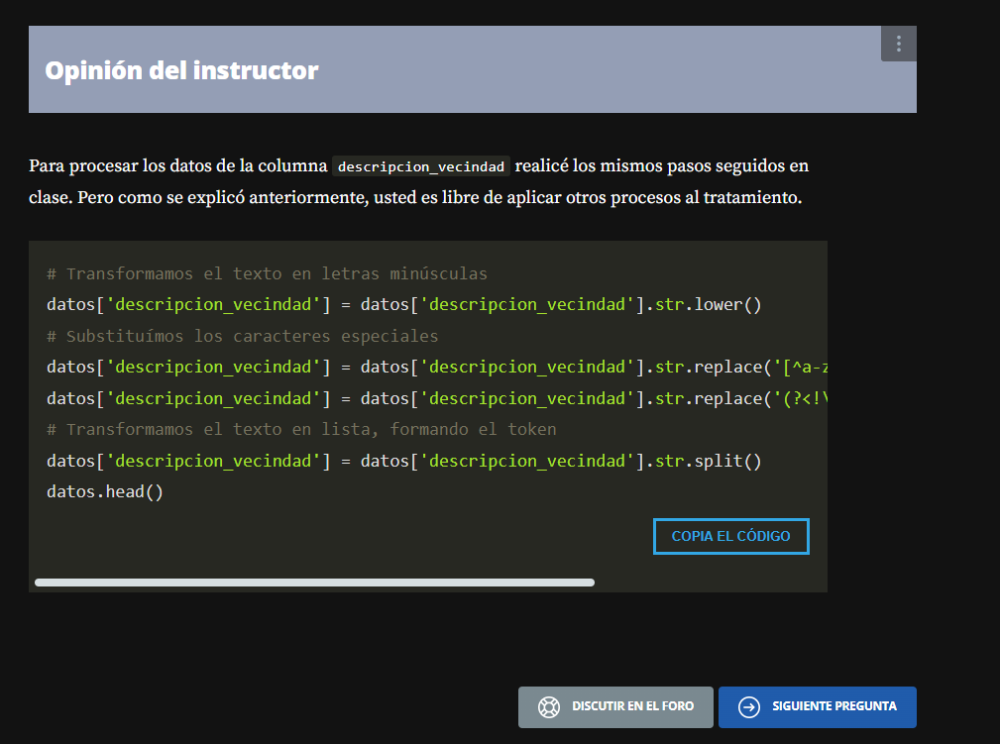 Opinión del instructor
Para procesar los datos de la columna descripcion_vecindad realicé los mismos pasos seguidos en
clase. Pero como se explicó anteriormente, usted es libre de aplicar otros procesos al tratamiento.
# Transformamos el texto en letras minúsculas
datos['descripcion_vecindad'] = datos['descripcion_vecindad'].str.lower()
# Substituímos los caracteres especiales
datos['descripcion_vecindad'] = datos['descripcion_vecindad'].str.replace('[^a-z
datos['descripcion_vecindad'] = datos['descripcion_vecindad'].str.replace('(?<!\
# Transformamos el texto en lista, formando el token
datos['descripcion_vecindad'] = datos['descripcion_vecindad'].str.split()
datos.head()
COPIA EL CÓDIGO
DISCUTIR EN EL FORO
SIGUIENTE PREGUNTA